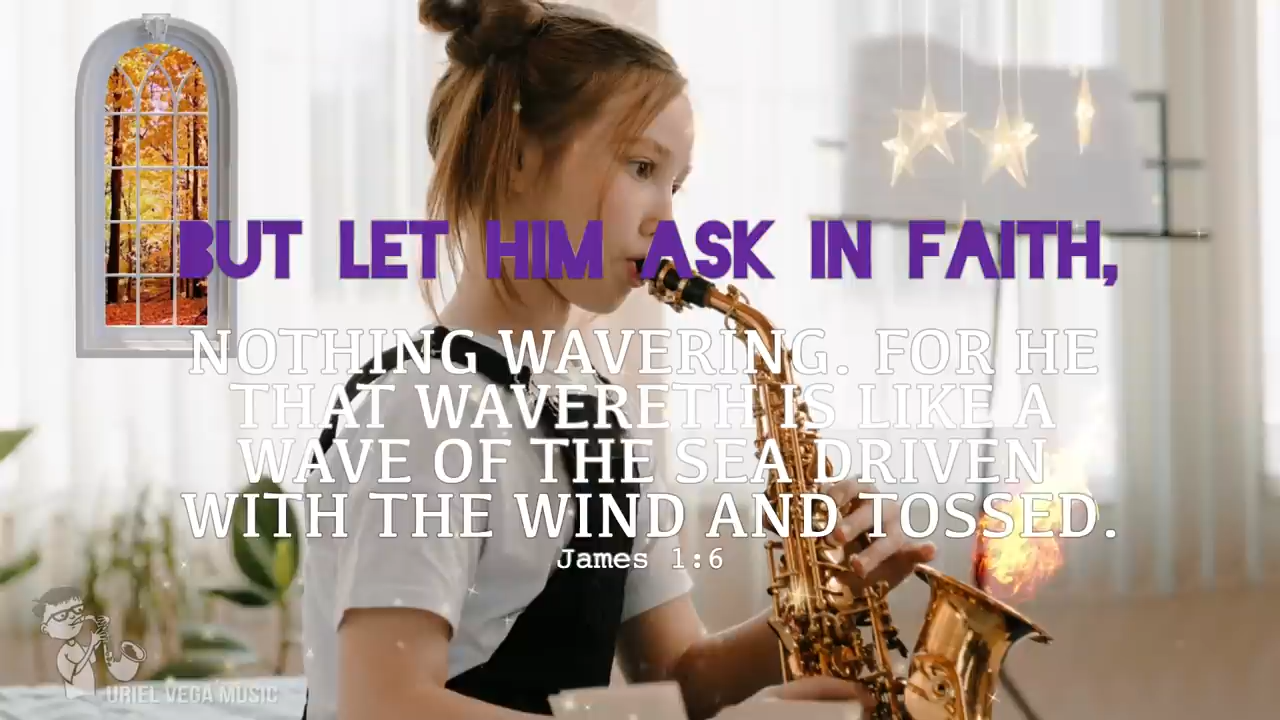 BUT LET HIM ASK IN FAITH,
NOTHING WAVERING. FOR HE
THAT WAVERETH IS LIKE A
WAVE OF THE SEA DRIVEN
WITH THE WIND AND TOSSED.
James 1:6
URIEL VEGA MUSIC